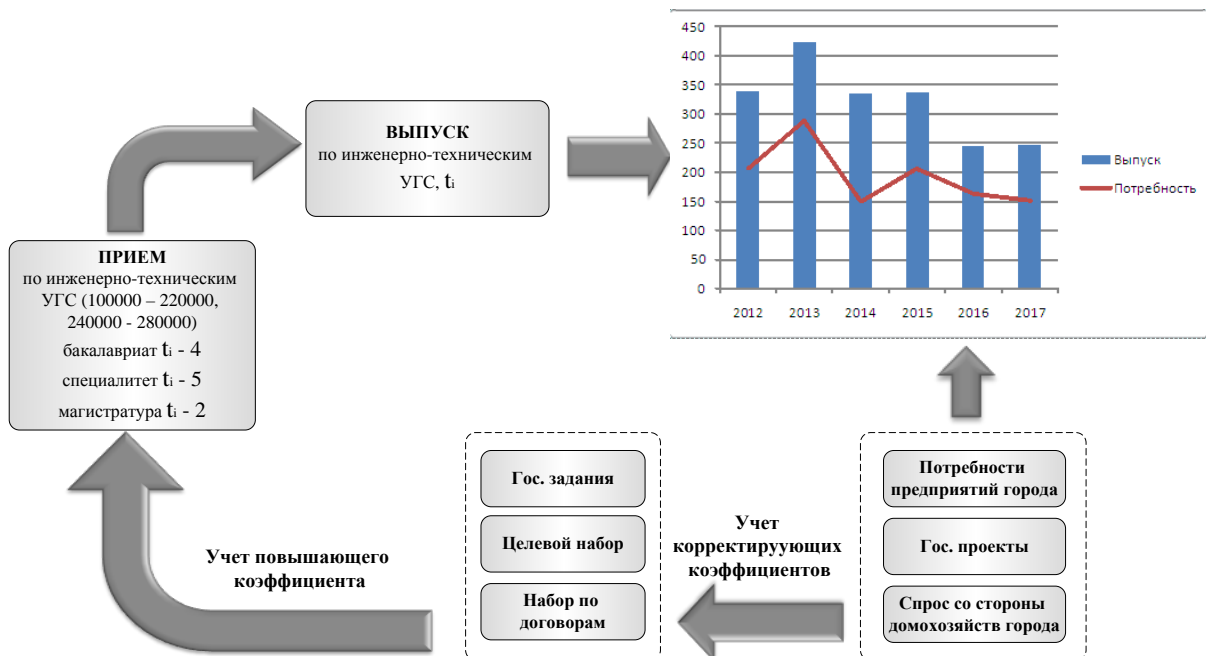 ПРИЕМ
по инженерно-техническим
УГС (100000 – 220000,
240000 - 280000)
бакалавриат ti - 4
специалитет ti - 5
магистратура ti - 2
ВЫПУСК
по инженерно-техническим
УГС, ti
450
400
350
300
250
200
150
100
50
0
2012 2013 2014 2015 2016 2017
Выпуск
Потребность
Потребности
предприятий города
Гос. проекты
Спрос со стороны
домохозяйств города
Учет
корректируующих
коэффициентов
Гос. задания
Целевой набор
Набор по
договорам
Учет повышающего
коэффициента